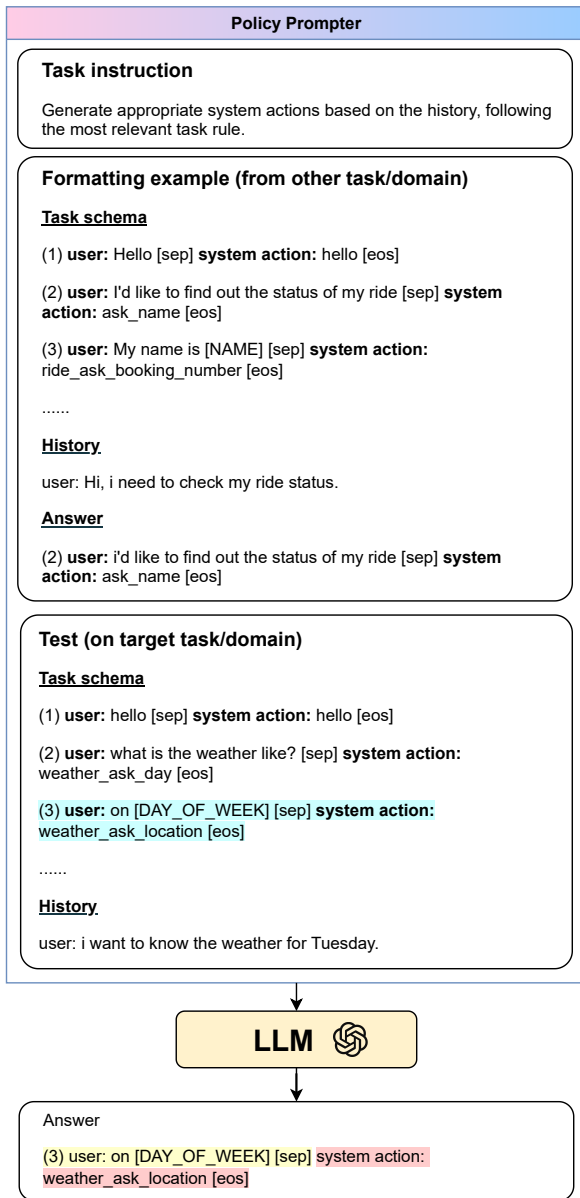 Policy Prompter
Task instruction
Generate appropriate system actions based on the history, following
the most relevant task rule.
Formatting example (from other task/domain)
Task schema
(1) user: Hello [sep] system action: hello [eos]
(2) user: I'd like to find out the status of my ride [sep] system
action: ask_name [eos]
(3) user: My name is [NAME] [sep] system action:
ride_ask_booking_number [eos]
......
History
user: Hi, i need to check my ride status.
Answer
(2) user: i'd like to find out the status of my ride [sep] system
action: ask_name [eos]
Test (on target task/domain)
Task schema
(1) user: hello [sep] system action: hello [eos]
(2) user: what is the weather like? [sep] system action:
weather_ask_day [eos]
(3) user: on [DAY_OF_WEEK] [sep] system action:
weather_ask_location [eos]
......
History
user: i want to know the weather for Tuesday.
LLM
Answer
(3) user: on [DAY_OF_WEEK] [sep] system action:
weather_ask_location [eos]